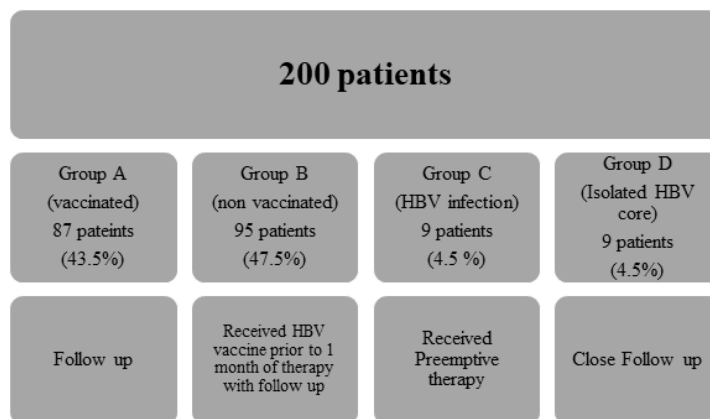 200 patients
Group A
(vaccinated)
87 pateints
(43.5%)
Group B
(non vaccinated)
95 patients
(47.5%)
Group C
(HBV infection)
9 patients
(4.5 %)
Group D
(Isolated HBV
core)
9 patients
(4.5%)
Follow up
Received HBV
vaccine prior to 1
month of therapy
with follow up
Received
Preemptive
therapy
Close Follow up